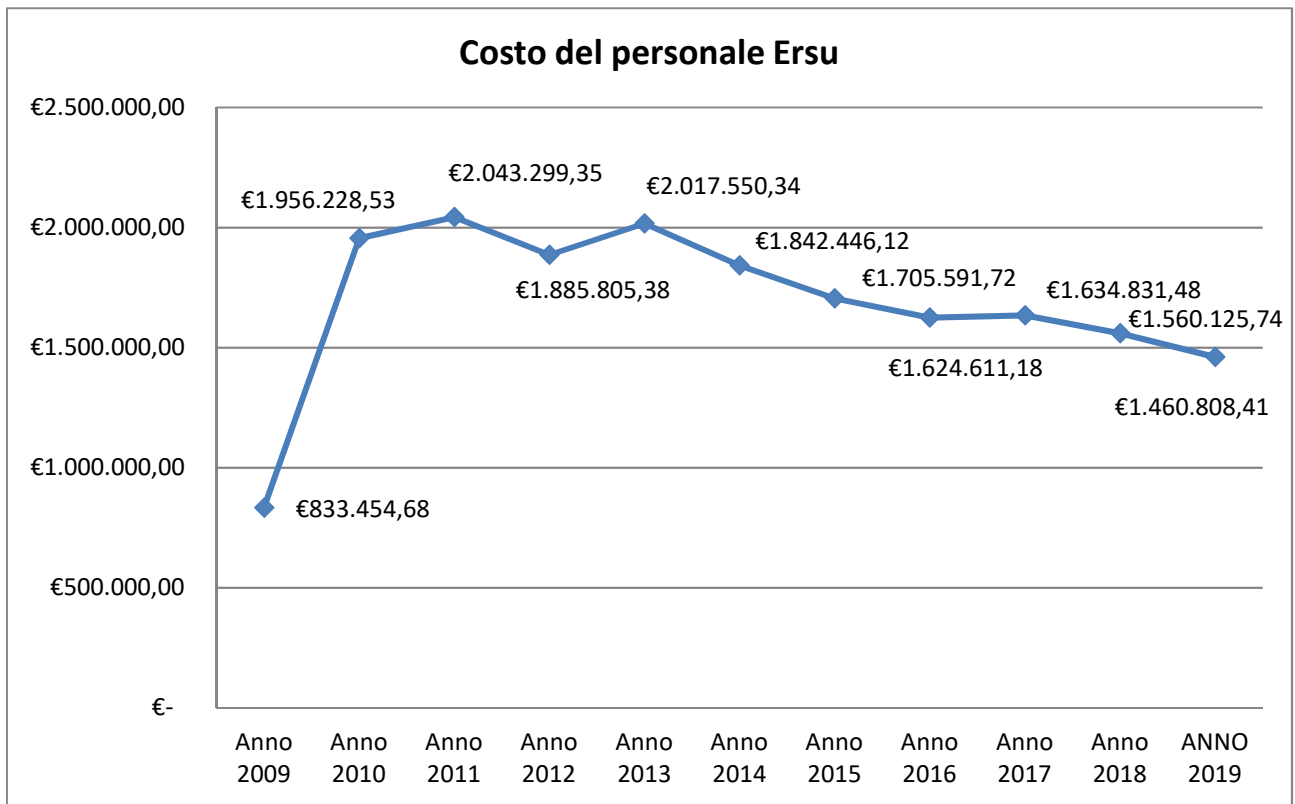 Costo del personale Ersu
€2.500.000,00
€2.000.000,00
€1.500.000,00
€1.000.000,00
€500.000,00
€-
€833.454,68
€1.956.228,53
€2.043.299,35
€1.885.805,38
€2.017.550,34
€1.842.446,12
€1.705.591,72
€1.624.611,18
€1.634.831,48
€1.560.125,74
€1.460.808,41
Anno
2009
Anno
2010
Anno
2011
Anno
2012
Anno
2013
Anno
2014
Anno
2015
Anno
2016
Anno
2017
Anno
2018
ANNO
2019